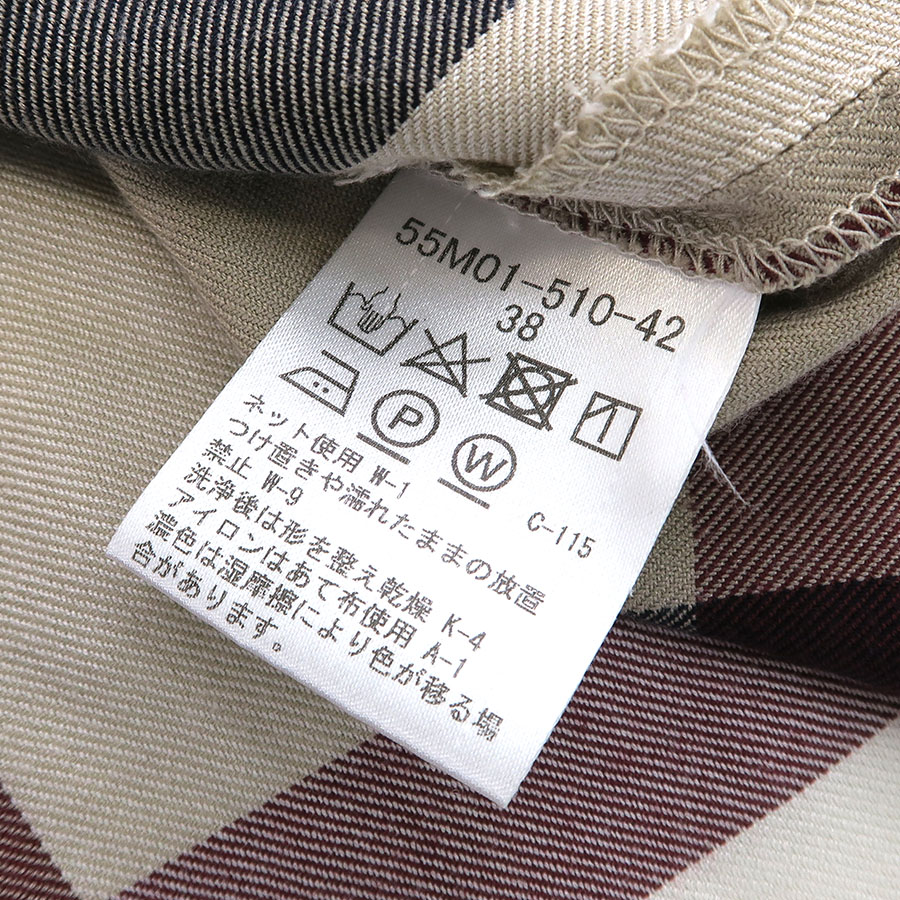 55M01-510-42
38
P
W
C-115
ネット使用 W-1
つけ置きや濡れたままの放置
禁止 W-9
洗浄後は形を整え乾燥 K-4
アイロンはあて布使用 A-1
濃色は湿摩擦により色が移る場
合があります。